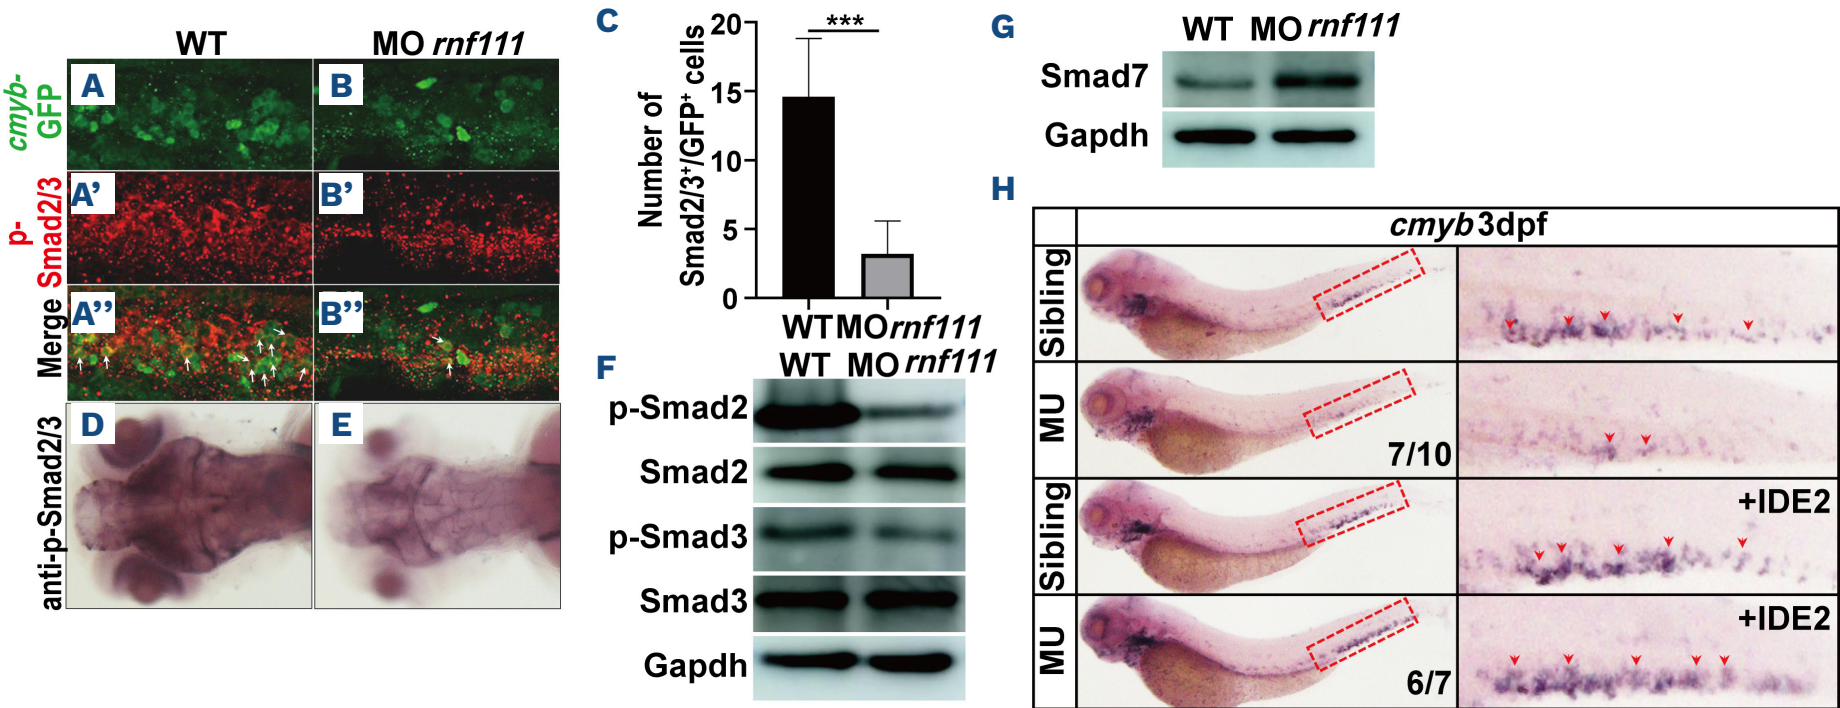 WT
MO rnf111
cmyb-
GFP
A
B
p-
Smad2/3
A’
B’
Merge
A’’
B’’
anti-p-Smad2/3
D
E
C
Number of
Smad2/3⁺/GFP⁺ cells
20
15
10
5
0
***
WT
MO rnf111
F
WT
MO rnf111
p-Smad2
Smad2
p-Smad3
Smad3
Gapdh
G
WT
MO rnf111
Smad7
Gapdh
H
cmyb 3dpf
Sibling
MU
7/10
Sibling
+IDE2
MU
+IDE2
6/7